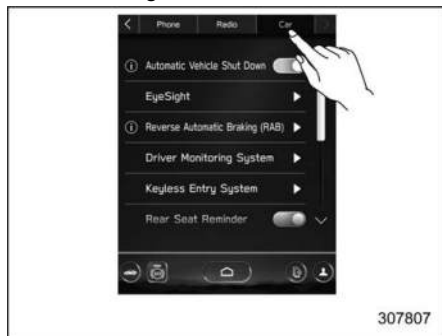 Phone Radio Car
Automatic Vehicle Shut Down
EyeSight
Reverse Automatic Braking (RAB)
Driver Monitoring System
Keyless Entry System
Rear Seat Reminder
307807